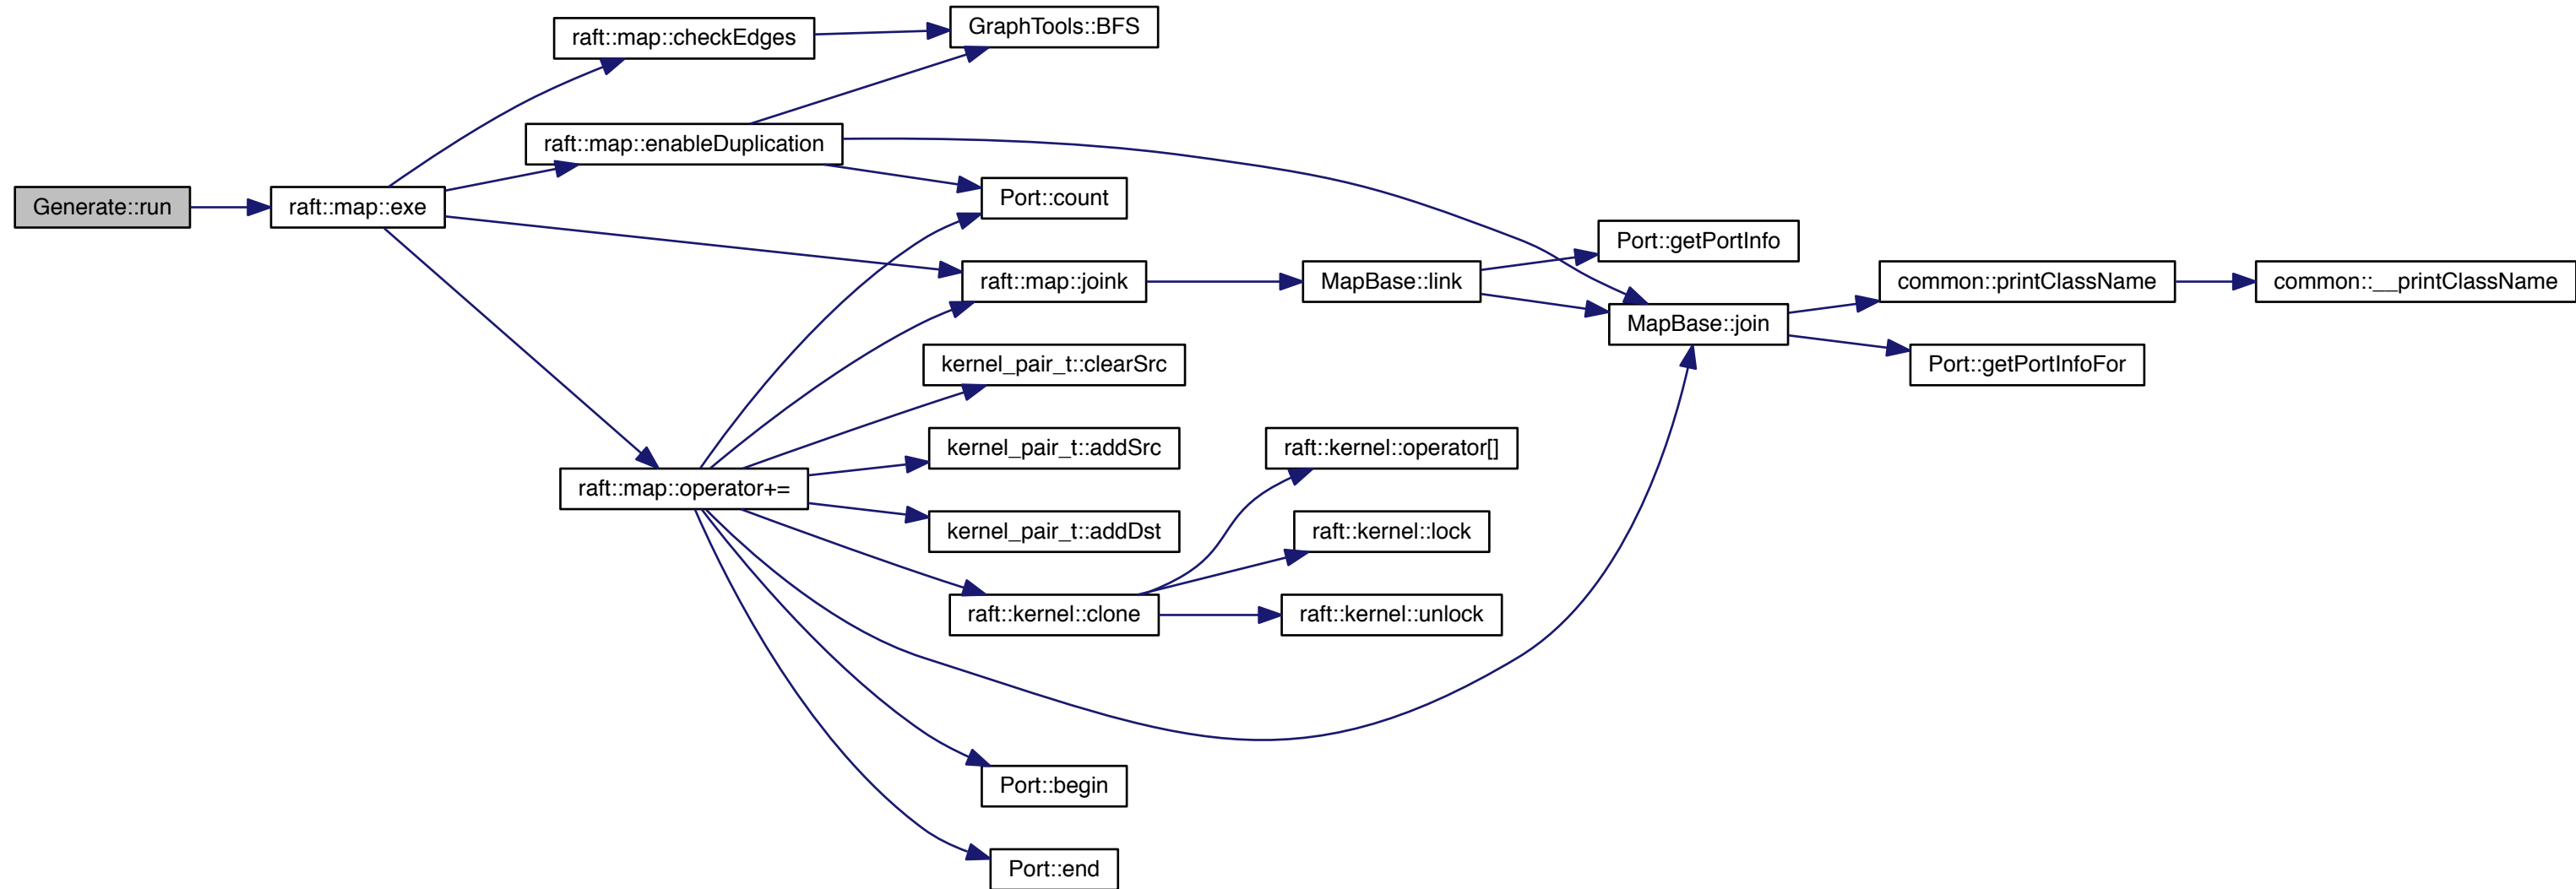 Generate::run
raft::map::exe
raft::map::checkEdges
raft::map::enableDuplication
raft::map::operator+=
GraphTools::BFS
Port::count
raft::map::joink
kernel_pair_t::clearSrc
kernel_pair_t::addSrc
kernel_pair_t::addDst
raft::kernel::clone
Port::begin
Port::end
MapBase::link
raft::kernel::operator[]
raft::kernel::lock
raft::kernel::unlock
Port::getPortInfo
MapBase::join
common::printClassName
Port::getPortInfoFor
common::__printClassName